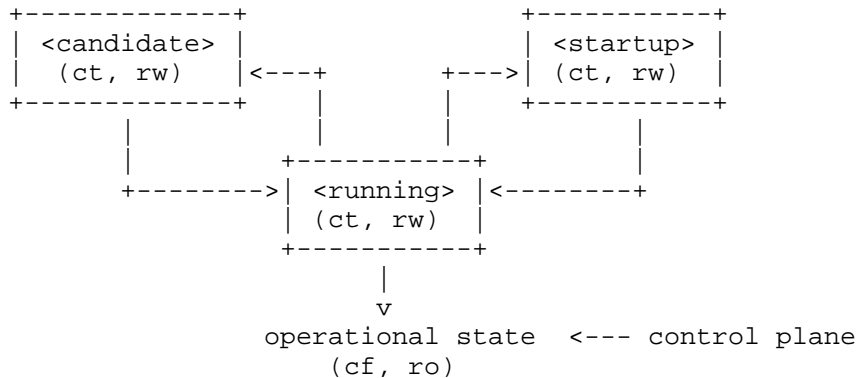 <candidate> <startup>
(ct, rw) (ct, rw)
<running>
(ct, rw)
operational state <--- control plane
(cf, ro)